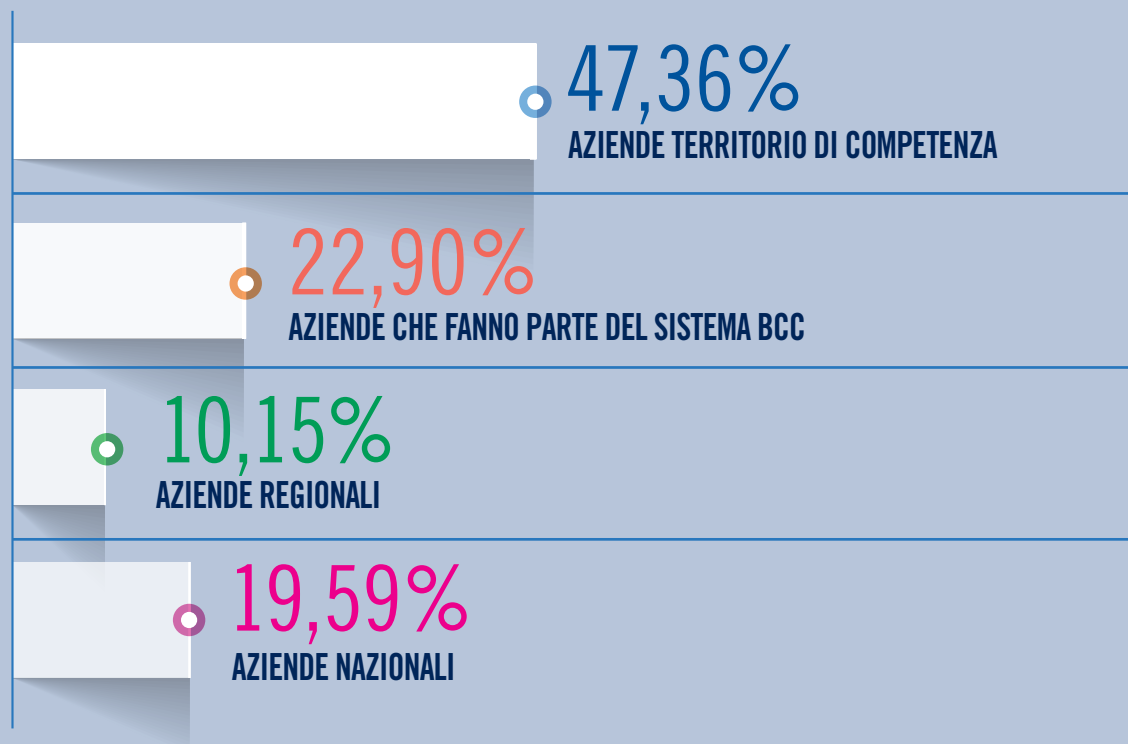 47,36%
AZIENDE TERRITORIO DI COMPETENZA
22,90%
AZIENDE CHE FANNO PARTE DEL SISTEMA BCC
10,15%
AZIENDE REGIONALI
19,59%
AZIENDE NAZIONALI